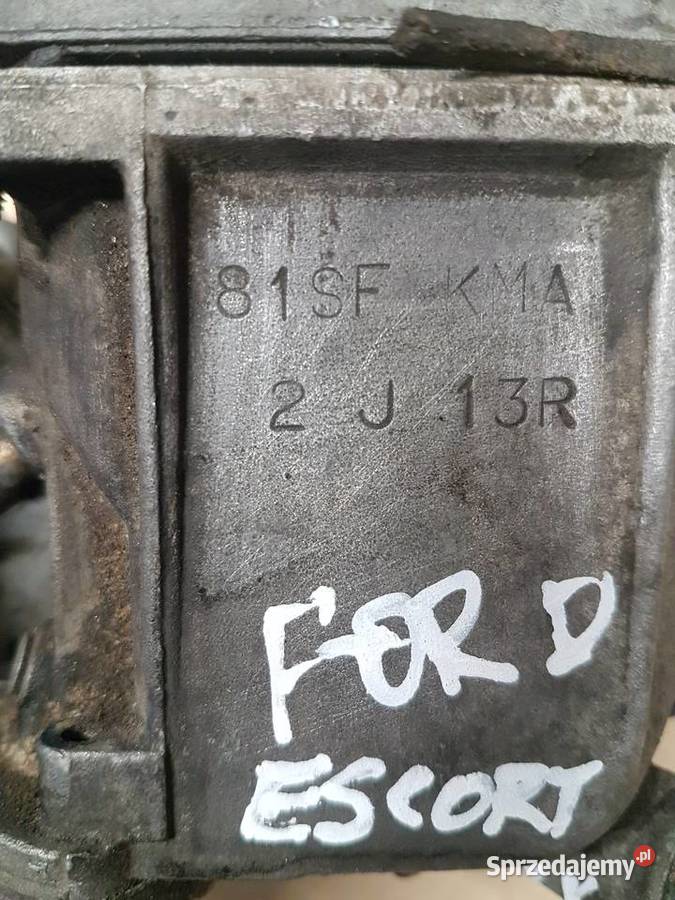 81SF KMA
2 J 13R
FORD
ESCORT
Sprzedajemy.pl